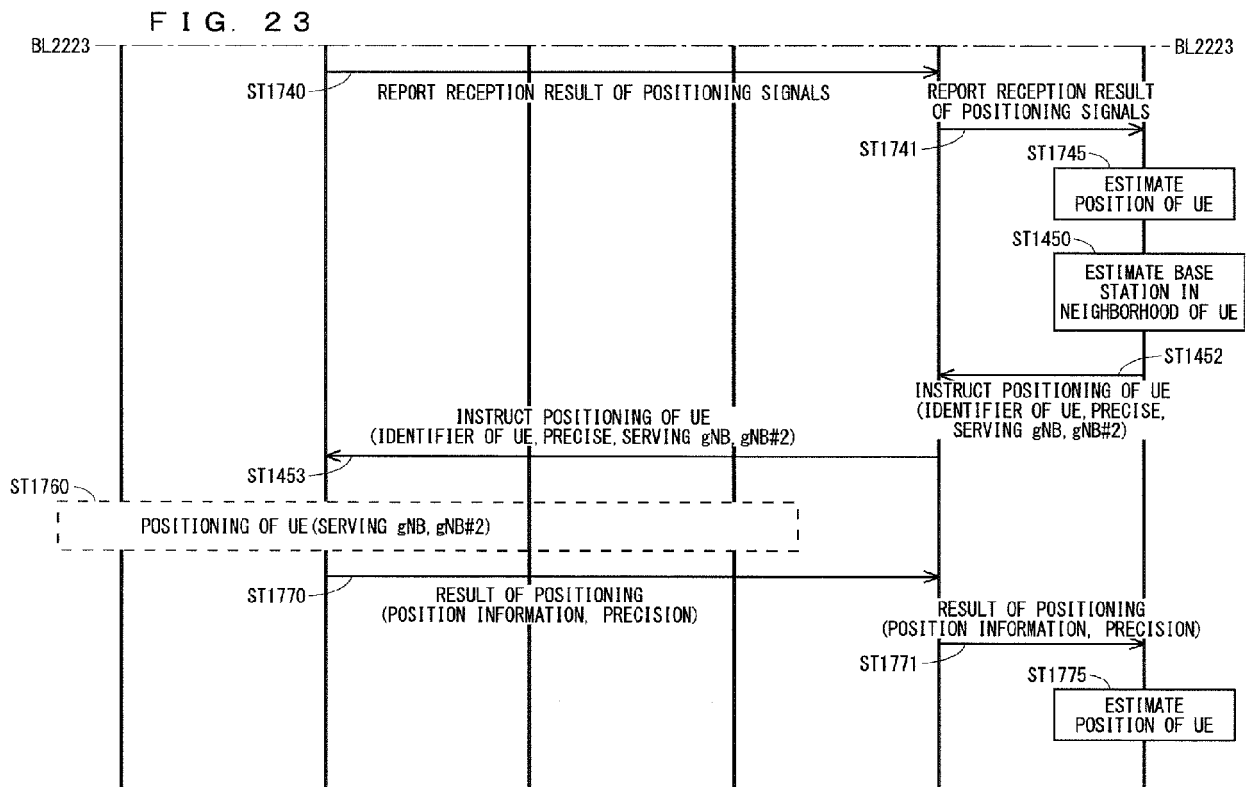 FIG. 23
BL2223
BL2223
ST1740
REPORT RECEPTION RESULT OF POSITIONING SIGNALS
REPORT RECEPTION RESULT
OF POSITIONING SIGNALS
ST1741
ST1745
ESTIMATE
POSITION OF UE
ST1450
ESTIMATE BASE
STATION IN
NEIGHBORHOOD OF UE
ST1452
INSTRUCT POSITIONING OF UE
(IDENTIFIER OF UE, PRECISE,
SERVING gNB, gNB#2)
INSTRUCT POSITIONING OF UE
(IDENTIFIER OF UE, PRECISE, SERVING gNB, gNB#2)
ST1453
ST1760
POSITIONING OF UE(SERVING gNB, gNB#2)
ST1770
RESULT OF POSITIONING
(POSITION INFORMATION, PRECISION)
RESULT OF POSITIONING
(POSITION INFORMATION, PRECISION)
ST1771
ST1775
ESTIMATE
POSITION OF UE